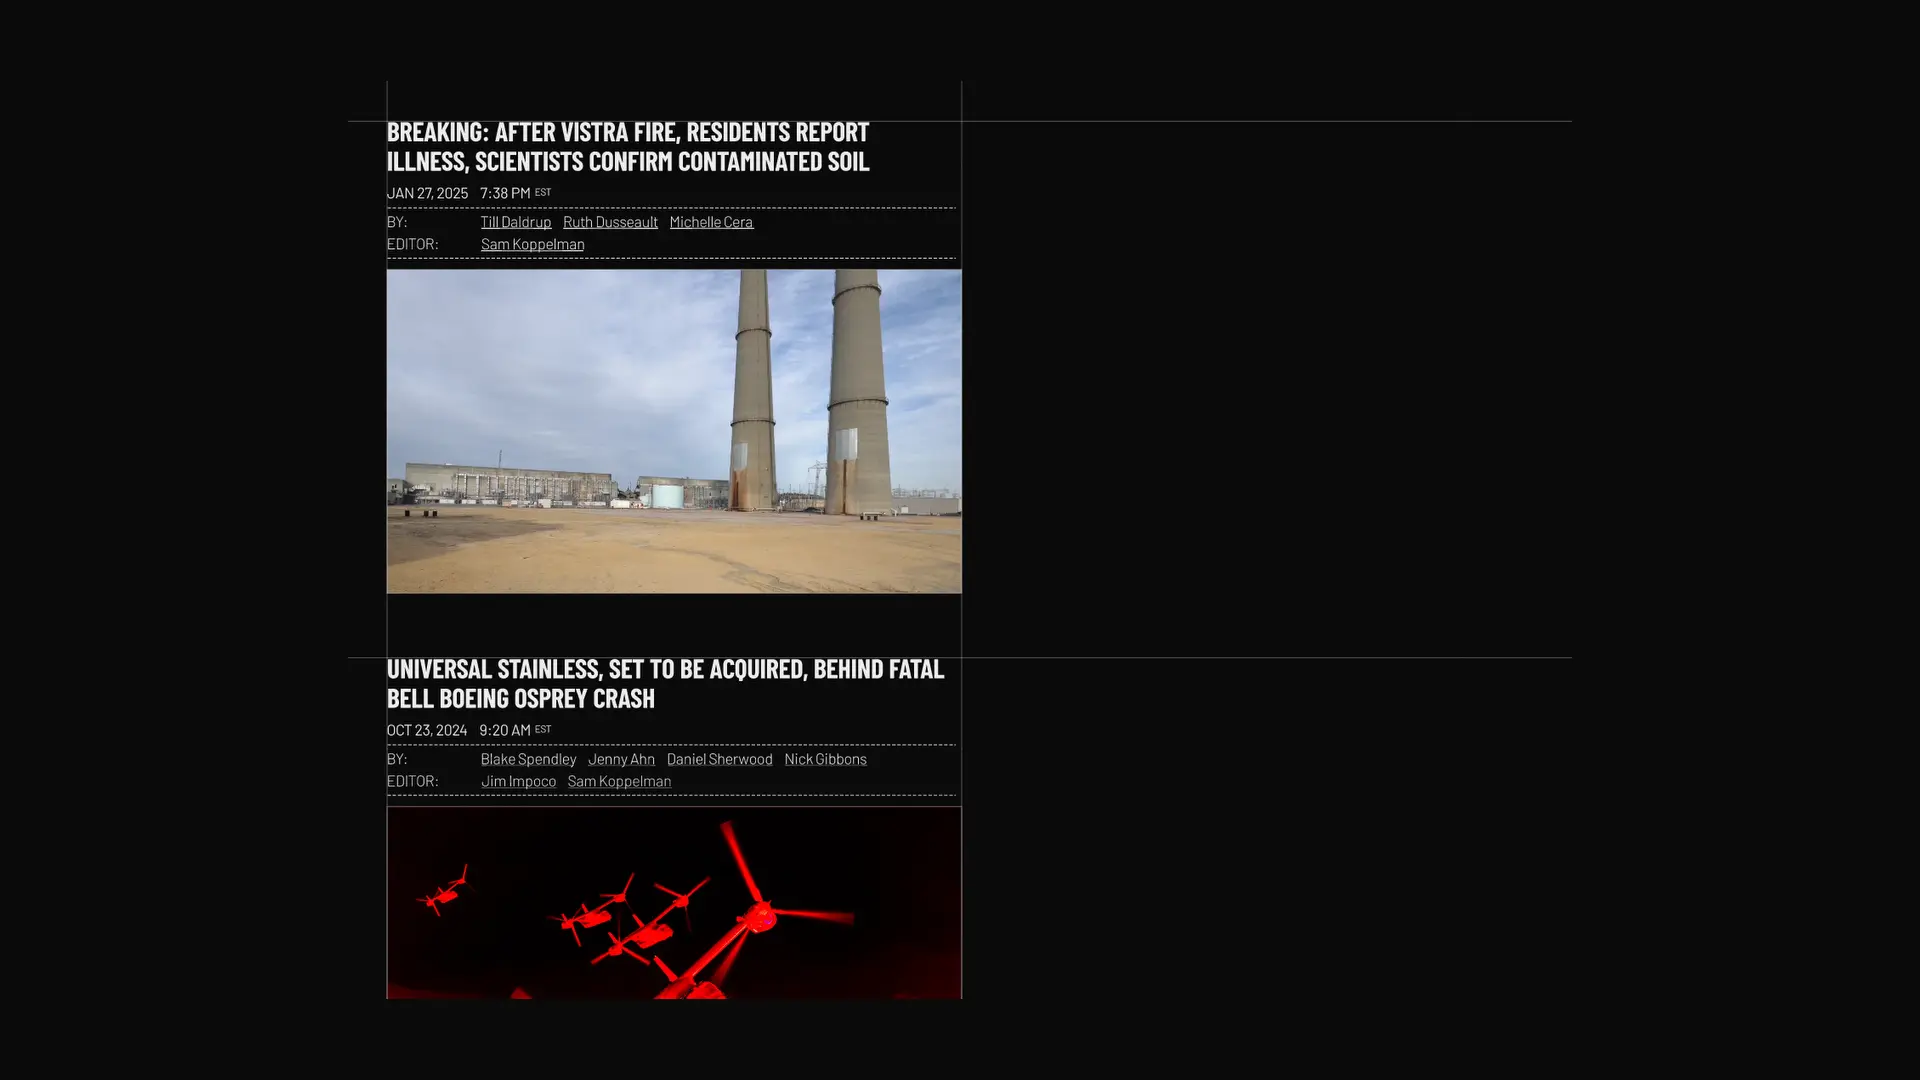 BREAKING: AFTER VISTRA FIRE, RESIDENTS REPORT
ILLNESS, SCIENTISTS CONFIRM CONTAMINATED SOIL
JAN 27, 2025 7:38 PM EST
BY: Till Daldrup Ruth Dusseault Michelle Cera
EDITOR: Sam Koppelman
UNIVERSAL STAINLESS, SET TO BE ACQUIRED, BEHIND FATAL
BELL BOEING OSPREY CRASH
OCT 23, 2024 9:20 AM EST
BY: Blake Spendley Jenny Ahn Daniel Sherwood Nick Gibbons
EDITOR: Jim Impoco Sam Koppelman